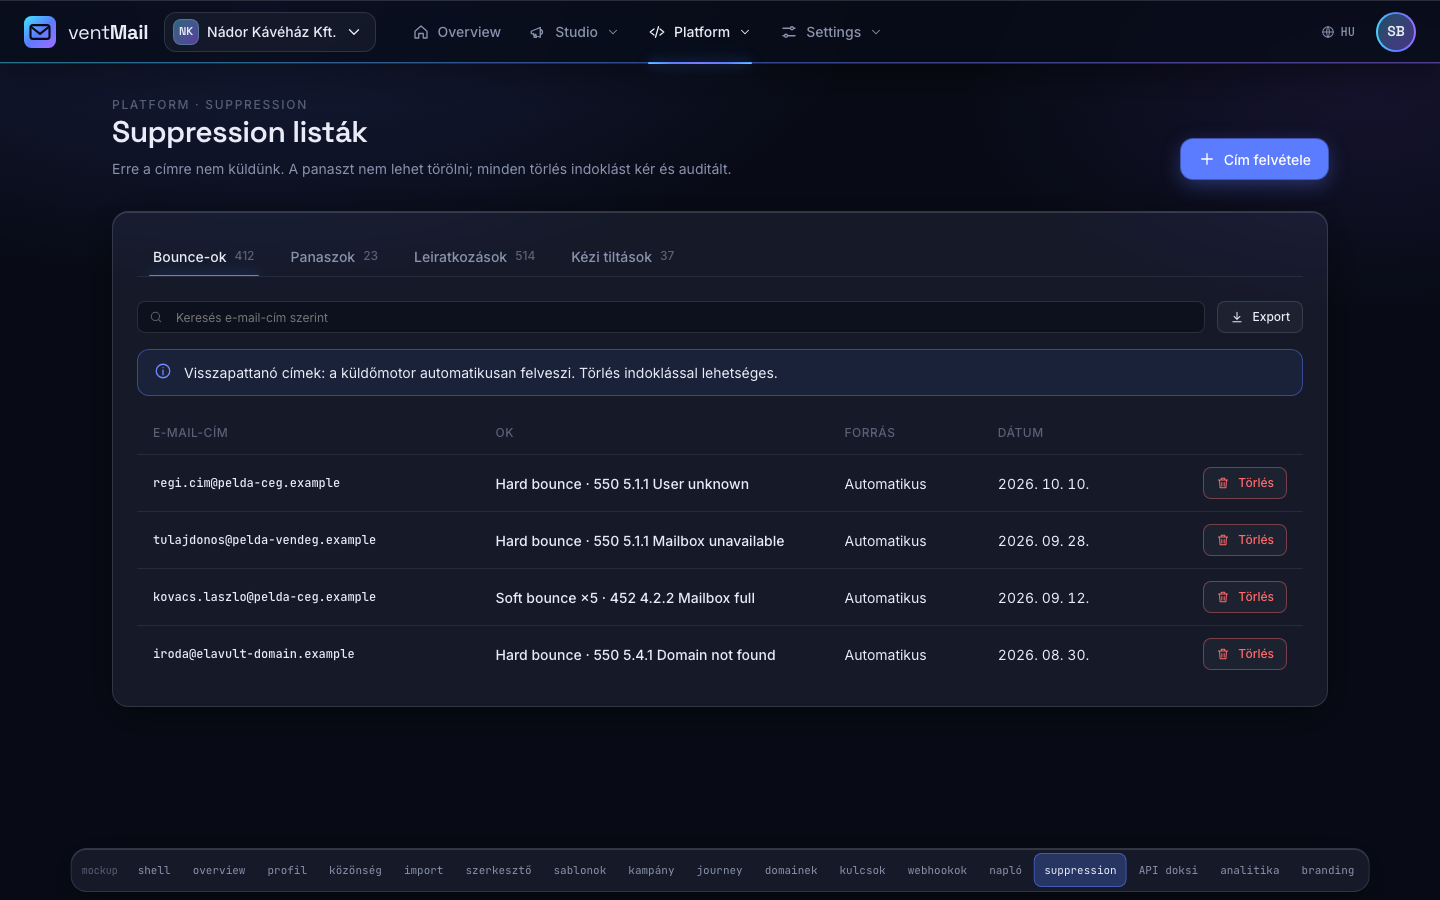 ventMail NK Nádor Kávéház Kft. Overview Studio Platform Settings HU SB
PLATFORM · SUPPRESSION
Suppression listák
Erre a címre nem küldünk. A panaszt nem lehet törölni; minden törlés indoklást kér és auditált.
Cím felvétele
Bounce-ok 412 Panaszok 23 Leiratkozások 514 Kézi tiltások 37
Keresés e-mail-cím szerint
Export
Visszapattanó címek: a küldőmotor automatikusan felveszi. Törlés indoklással lehetséges.
E-MAIL-CÍM OK FORRÁS DÁTUM
regi.cim@pelda-ceg.example Hard bounce · 550 5.1.1 User unknown Automatikus 2026. 10. 10. Törlés
tulajdonos@pelda-vendeg.example Hard bounce · 550 5.1.1 Mailbox unavailable Automatikus 2026. 09. 28. Törlés
kovacs.laszlo@pelda-ceg.example Soft bounce ×5 · 452 4.2.2 Mailbox full Automatikus 2026. 09. 12. Törlés
iroda@elavult-domain.example Hard bounce · 550 5.4.1 Domain not found Automatikus 2026. 08. 30. Törlés
mockup shell overview profil közönség import szerkesztő sablonok kampány journey domainek kulcsok webhookok napló suppression API doksi analitika branding